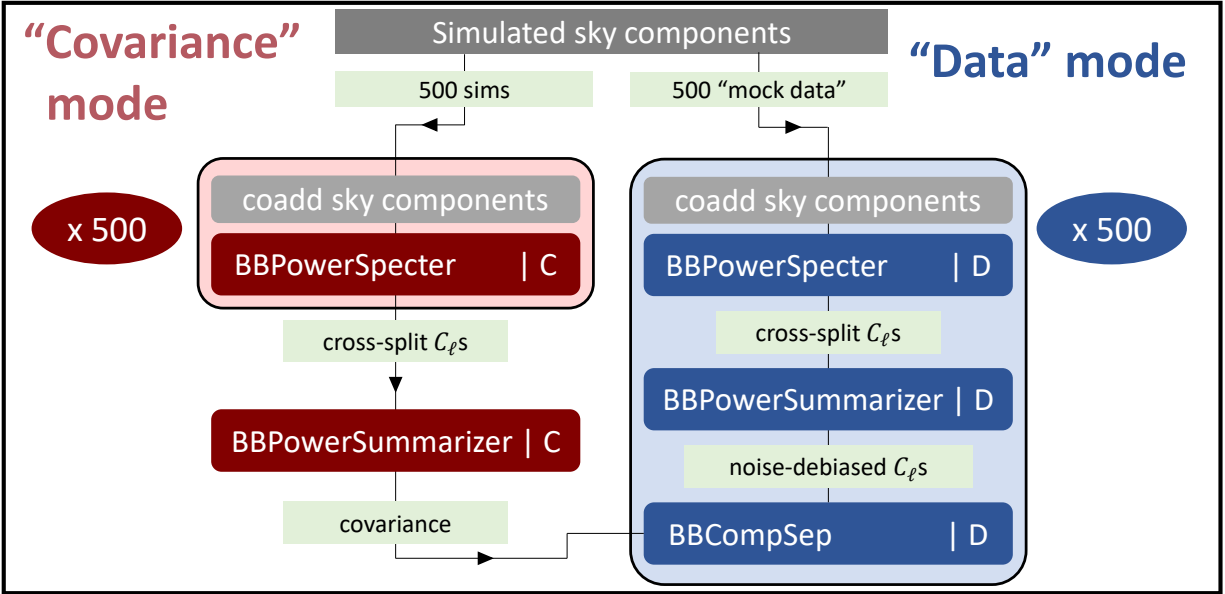 Simulated sky components
“Covariance”
mode
“Data” mode
500 sims
500 “mock data”
coadd sky components
x 500
BBPowerSpecter | C
cross-split Cℓs
BBPowerSummarizer | C
covariance
coadd sky components
x 500
BBPowerSpecter | D
cross-split Cℓs
BBPowerSummarizer | D
noise-debiased Cℓs
BBCompSep | D